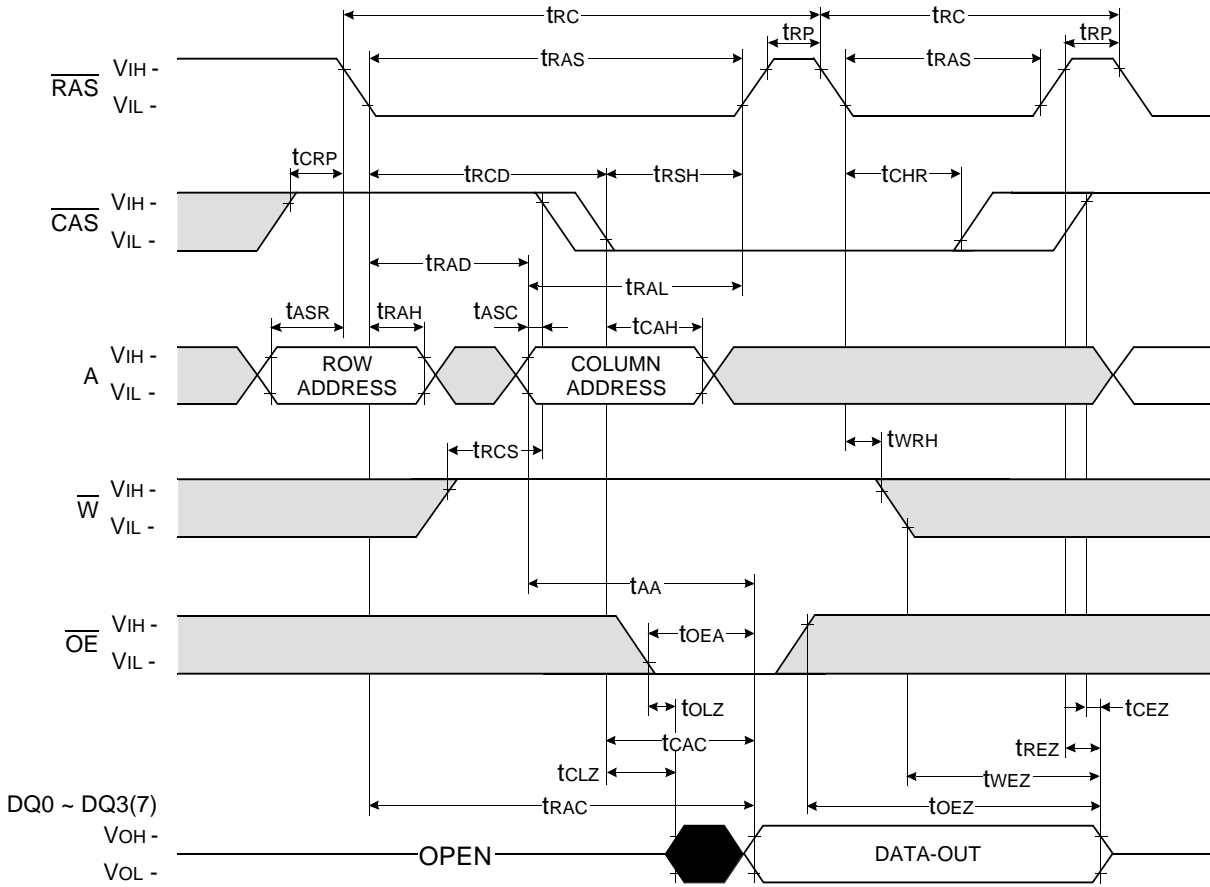 tRC tRC
tRP tRP
RAS VIH - tRAS tRAS
VIL -
tCRP tRCD tRSH tCHR
CAS VIH -
VIL -
tRAD
tRAL
tASR tRAH tASC tCAH
A VIH - ROW ADDRESS COLUMN ADDRESS
VIL -
tRCS tWRH
W VIH -
VIL -
tAA
OE VIH - tOEA
VIL -
tOLZ tCEZ
tCAC tREZ
tCLZ tWEZ
DQ0 ~ DQ3(7) tRAC tOEZ
VOH -
OPEN DATA-OUT
VOL -